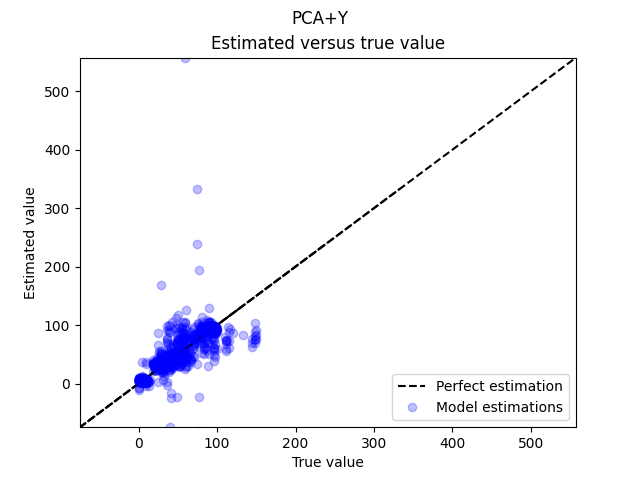 PCA+Y
Estimated versus true value
Estimated value
500
400
300
200
100
0
0
100
200
300
400
500
True value
Perfect estimation
Model estimations